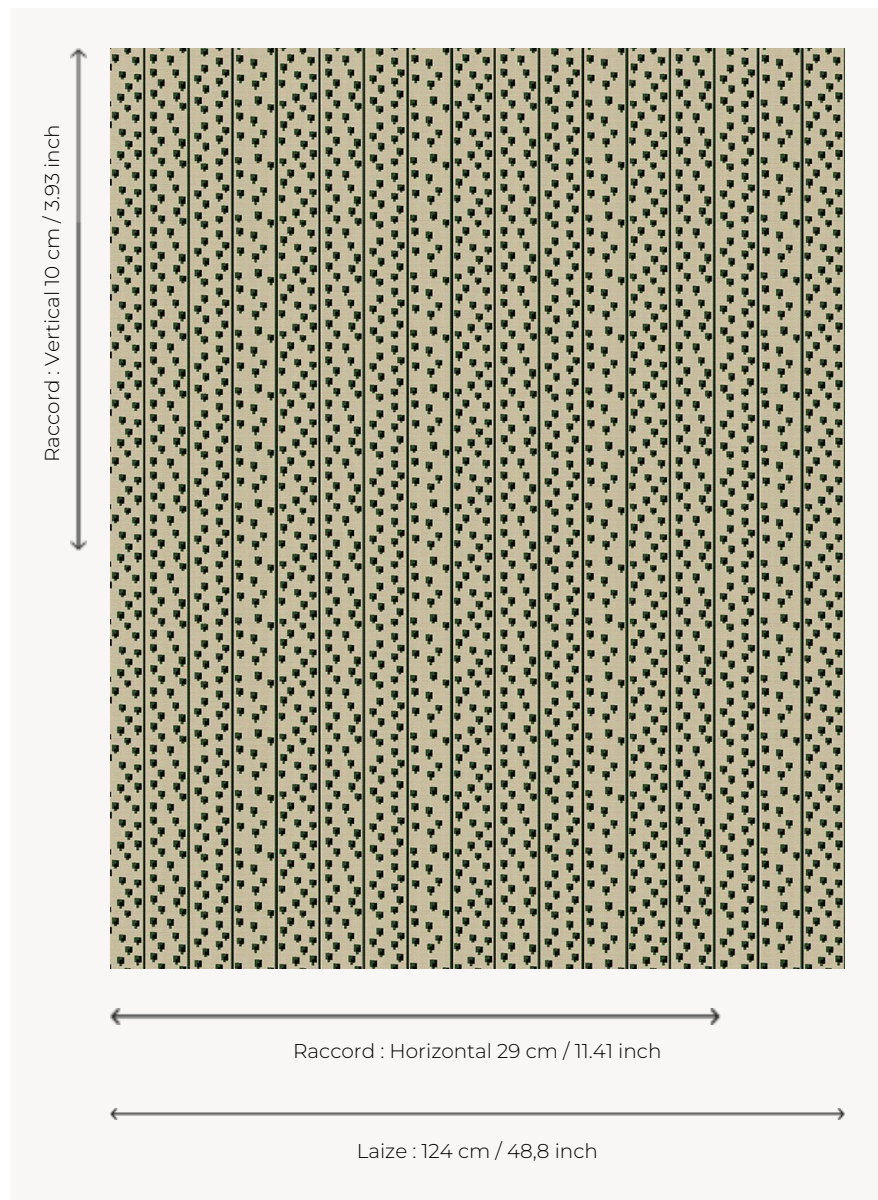 Raccord : Vertical 10 cm / 3.93 inch
Raccord : Horizontal 29 cm / 11.41 inch
Laize : 124 cm / 48,8 inch